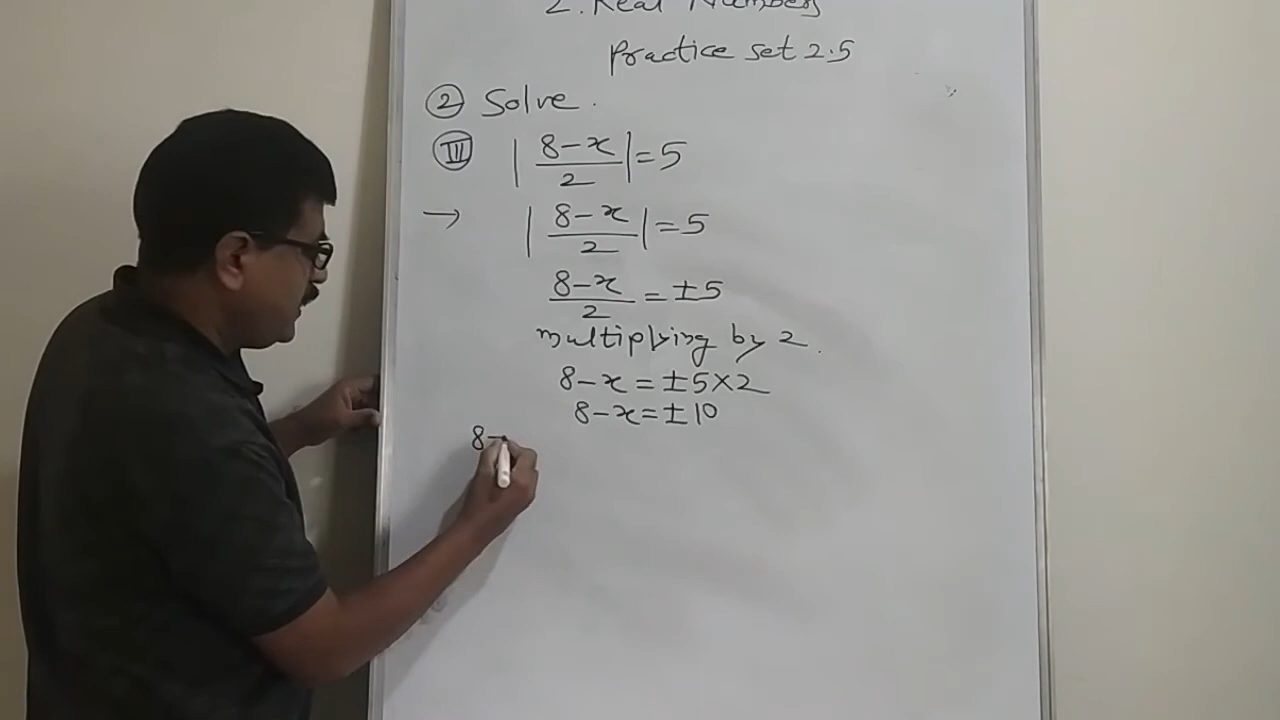 2. Real Numbers
Practice set 2.5
② Solve.
Ⅲ |8-x/2|=5
→ |8-x/2|=5
8-x/2=±5
multiplying by 2.
8-x=±5×2
8-x=±10
8-